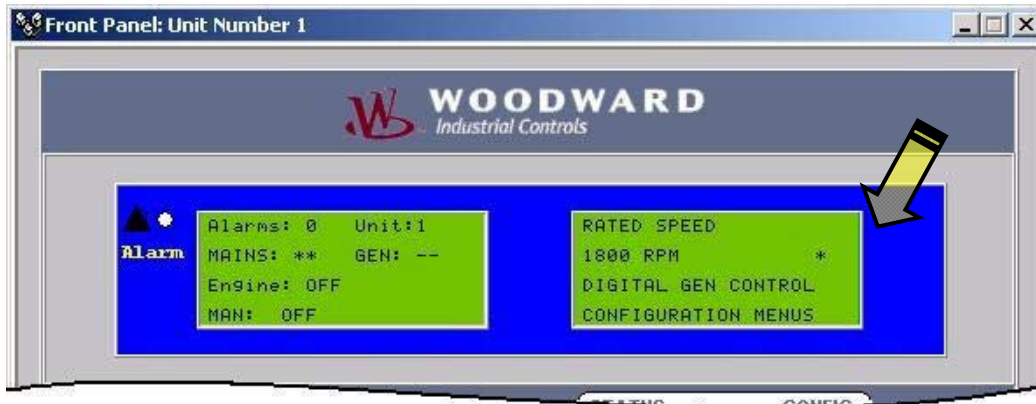 Front Panel: Unit Number 1
WOODWARD
Industrial Controls
Alarm
Alarms: 0 Unit:1
MAINS: ** GEN: --
Engine: OFF
MAN: OFF
RATED SPEED
1800 RPM *
DIGITAL GEN CONTROL
CONFIGURATION MENUS